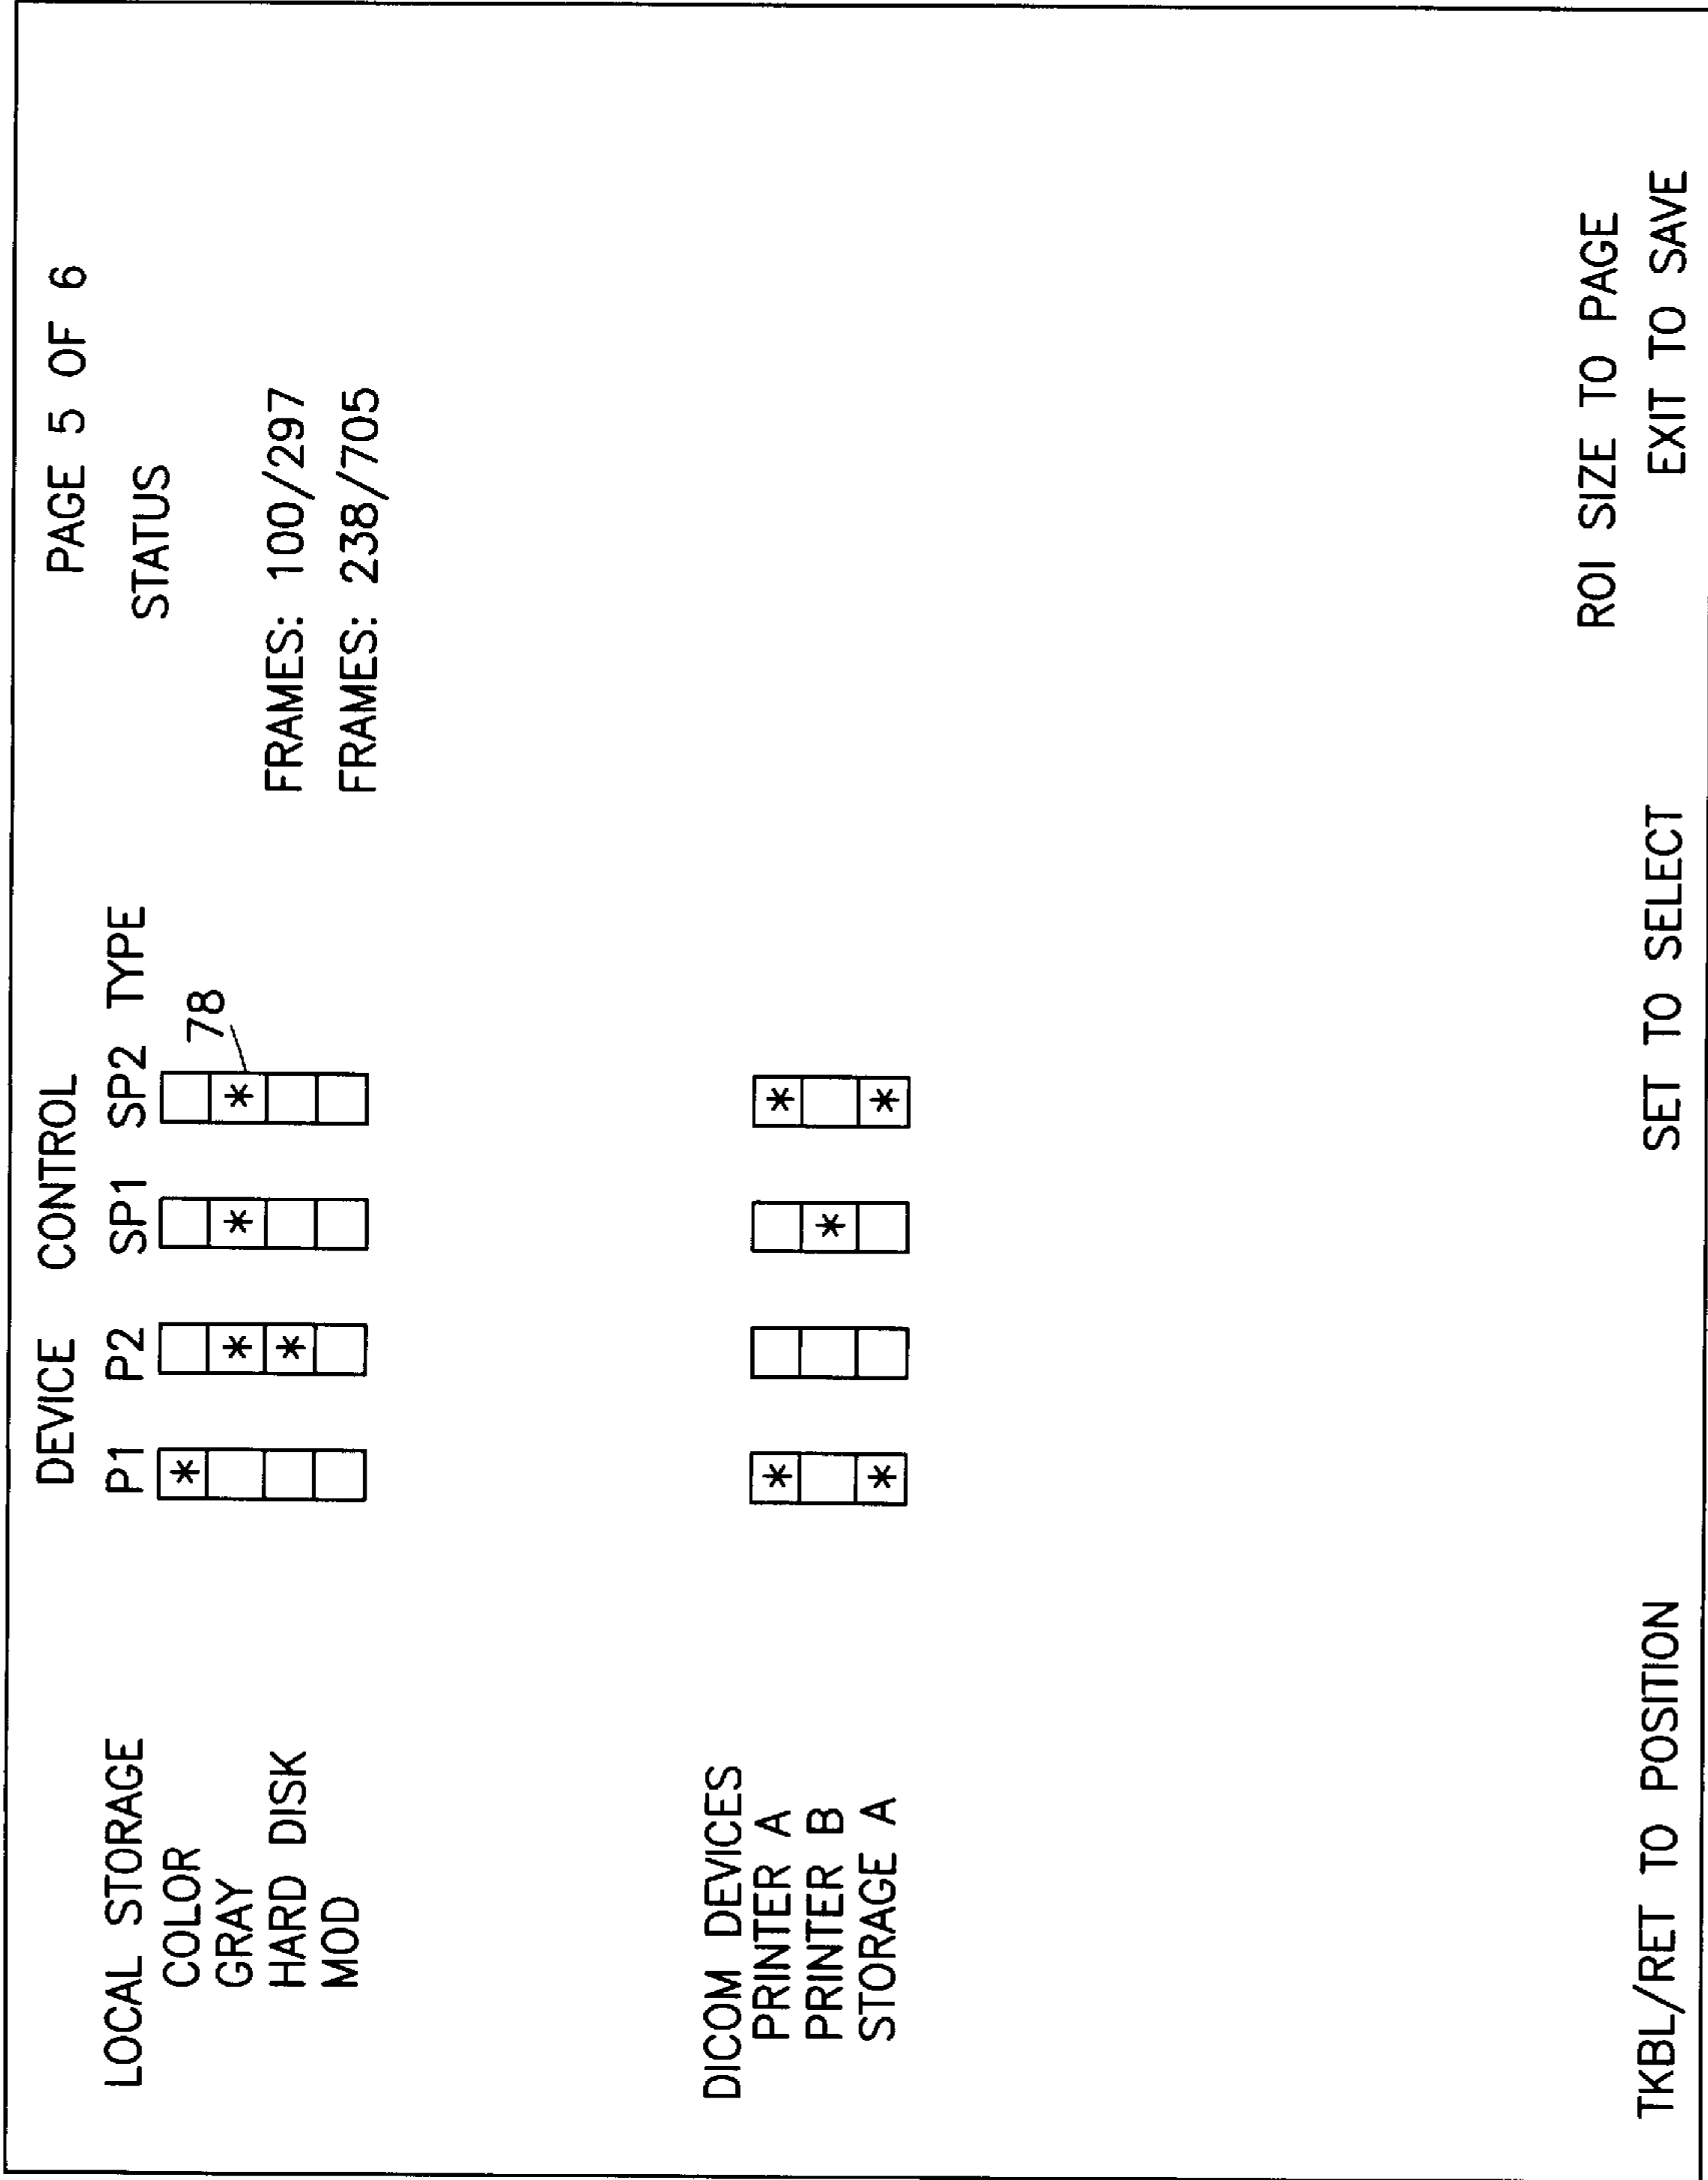 DEVICE CONTROL PAGE 5 OF 6
LOCAL STORAGE P1 P2 SP1 SP2 TYPE STATUS
COLOR *
GRAY * * * 78
HARD DISK * FRAMES: 100/297
MOD FRAMES: 238/705
DICOM DEVICES
PRINTER A * *
PRINTER B *
STORAGE A * *
ROI SIZE TO PAGE
TKBL/RET TO POSITION SET TO SELECT EXIT TO SAVE